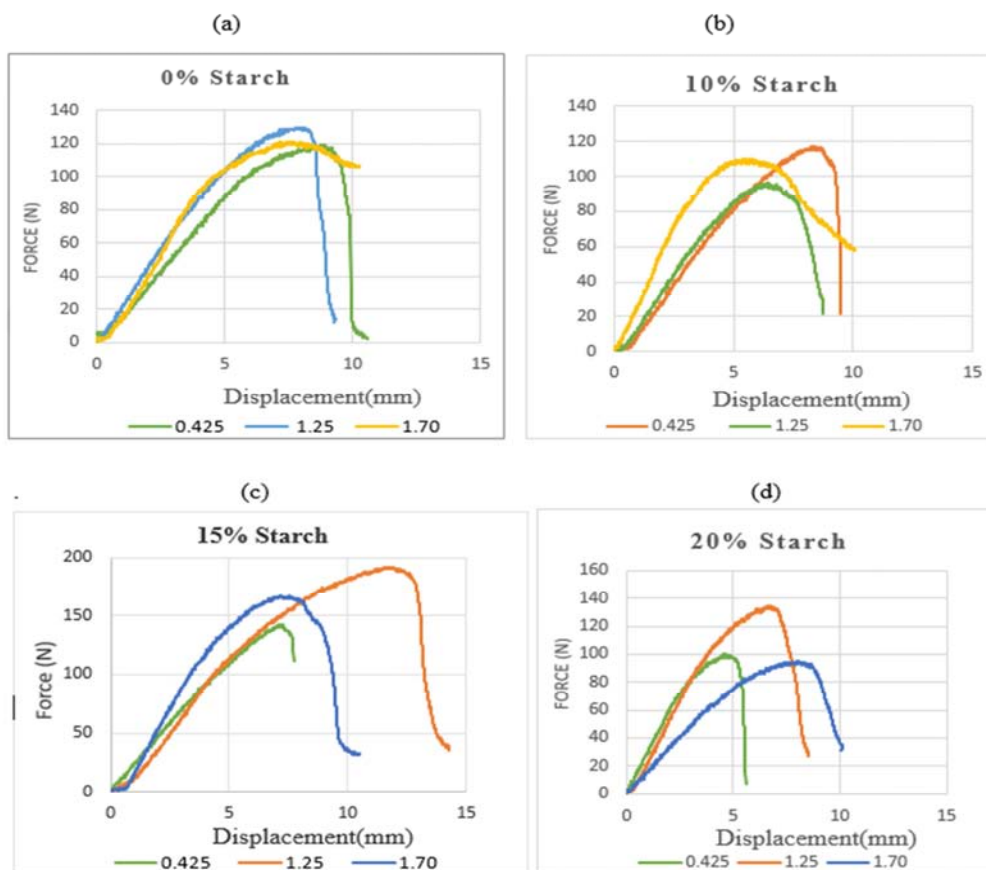 (a)
(b)
0% Starch
FORCE (N)
140
120
100
80
60
40
20
0
0 5 10 15
Displacement(mm)
0.425 1.25 1.70
10% Starch
FORCE (N)
140
120
100
80
60
40
20
0
0 5 10 15
Displacement(mm)
0.425 1.25 1.70
(c)
(d)
15% Starch
Force (N)
200
150
100
50
0
0 5 10 15
Displacement(mm)
0.425 1.25 1.70
20% Starch
FORCE (N)
160
140
120
100
80
60
40
20
0
0 5 10 15
Displacement(mm)
0.425 1.25 1.70